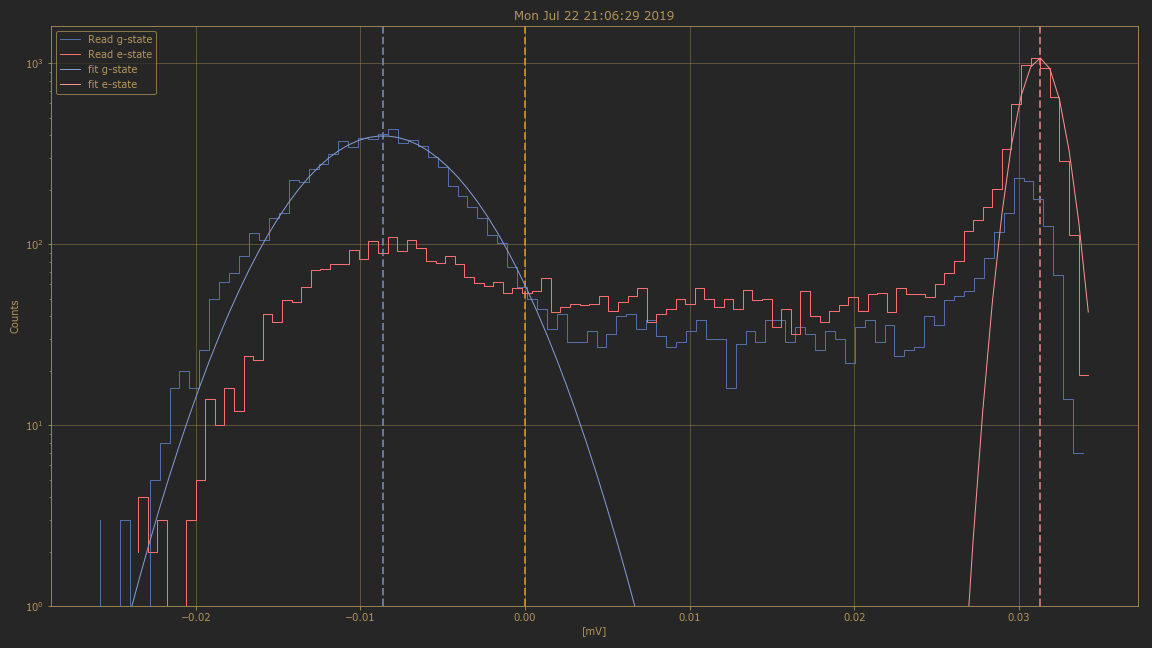 Mon Jul 22 21:06:29 2019
Read g-state
Read e-state
fit g-state
fit e-state
10³
10²
10¹
10⁰
Counts
−0.02 −0.01 0.00 0.01 0.02 0.03
[mV]